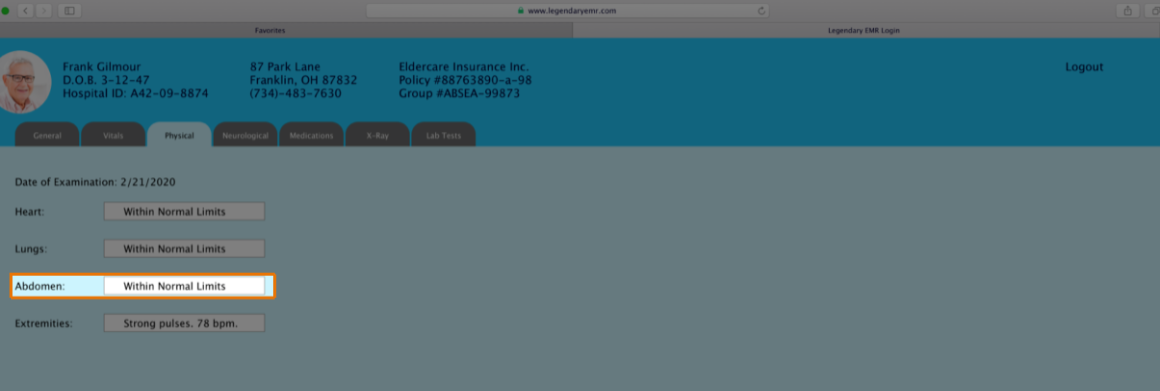 www.legendaryemr.com
Favorites
Legendary EMR Login
Frank Gilmour
D.O.B. 3-12-47
Hospital ID: A42-09-8874
87 Park Lane
Franklin, OH 87832
(734)-483-7630
Eldercare Insurance Inc.
Policy #88763890-a-98
Group #ABSEA-99873
Logout
General Vitals Physical Neurological Medications X-Ray Lab Tests
Date of Examination: 2/21/2020
Heart: Within Normal Limits
Lungs: Within Normal Limits
Abdomen: Within Normal Limits
Extremities: Strong pulses. 78 bpm.